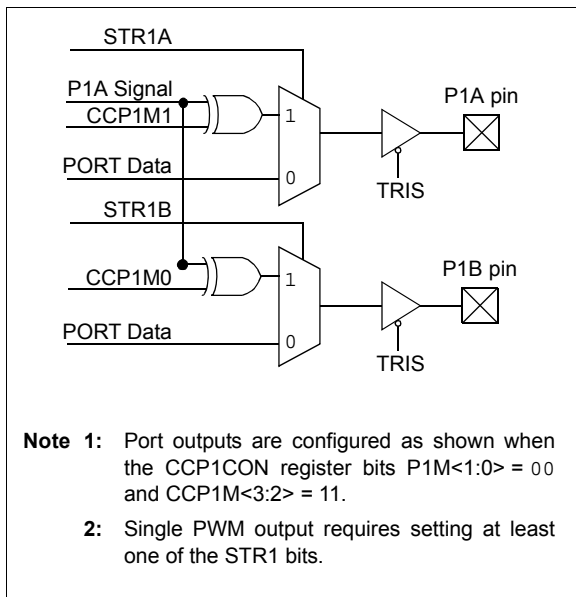 STR1A
P1A Signal
CCP1M1
1
P1A pin
PORT Data
0
TRIS
STR1B
CCP1M0
1
P1B pin
PORT Data
0
TRIS
Note 1: Port outputs are configured as shown when
the CCP1CON register bits P1M<1:0> = 00
and CCP1M<3:2> = 11.
2: Single PWM output requires setting at least
one of the STR1 bits.